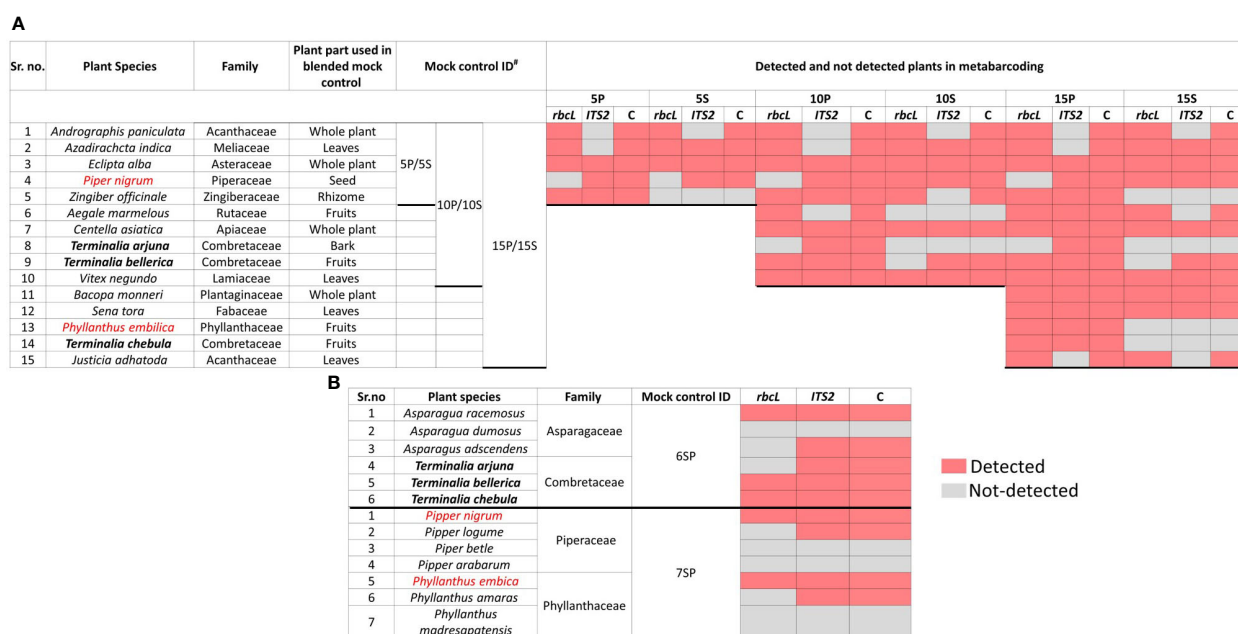 A
Sr. no. Plant Species Family Plant part used in blended mock control Mock control ID# Detected and not detected plants in metabarcoding
5P 5S 10P 10S 15P 15S
rbcL ITS2 C rbcL ITS2 C rbcL ITS2 C rbcL ITS2 C rbcL ITS2 C rbcL ITS2 C
1 Andrographis paniculata Acanthaceae Whole plant
2 Azadirachcta indica Meliaceae Leaves
3 Eclipta alba Asteraceae Whole plant 5P/5S
4 Piper nigrum Piperaceae Seed
5 Zingiber officinale Zingiberaceae Rhizome 10P/10S
6 Aegale marmelous Rutaceae Fruits
7 Centella asiatica Apiaceae Whole plant
8 Terminalia arjuna Combretaceae Bark 15P/15S
9 Terminalia bellerica Combretaceae Fruits
10 Vitex negundo Lamiaceae Leaves
11 Bacopa monneri Plantaginaceae Whole plant
12 Sena tora Fabaceae Leaves
13 Phyllanthus embilica Phyllanthaceae Fruits
14 Terminalia chebula Combretaceae Fruits
15 Justicia adhatoda Acanthaceae Leaves
B
Sr.no Plant species Family Mock control ID rbcL ITS2 C
1 Asparagua racemosus
2 Asparagua dumosus Asparagaceae
3 Asparagus adscendens 6SP
4 Terminalia arjuna
5 Terminalia bellerica Combretaceae
6 Terminalia chebula
1 Pipper nigrum
2 Pipper logume Piperaceae
3 Piper betle
4 Pipper arabarum 7SP
5 Phyllanthus embica
6 Phyllanthus amaras Phyllanthaceae
7 Phyllanthus madresapatensis
Detected
Not-detected